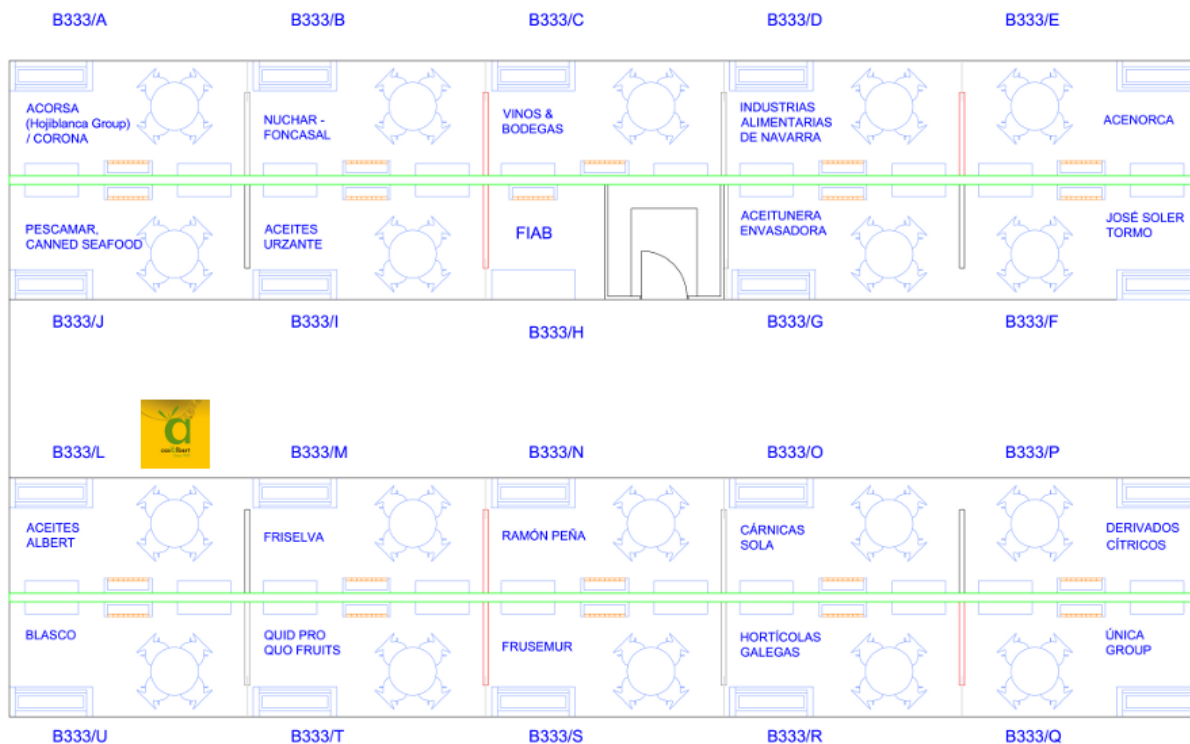 B333/A B333/B B333/C B333/D B333/E
ACORSA
(Hojiblanca Group)
/ CORONA
NUCHAR -
FONCASAL
VINOS &
BODEGAS
INDUSTRIAS
ALIMENTARIAS
DE NAVARRA
ACENORCA
PESCAMAR,
CANNED SEAFOOD
ACEITES
URZANTE
FIAB
ACEITUNERA
ENVASADORA
JOSÉ SOLER
TORMO
B333/J B333/I B333/H B333/G B333/F
a
B333/L B333/M B333/N B333/O B333/P
ACEITES
ALBERT
FRISELVA
RAMÓN PEÑA
CÁRNICAS
SOLA
DERIVADOS
CÍTRICOS
BLASCO
QUID PRO
QUO FRUITS
FRUSEMUR
HORTÍCOLAS
GALEGAS
ÚNICA
GROUP
B333/U B333/T B333/S B333/R B333/Q